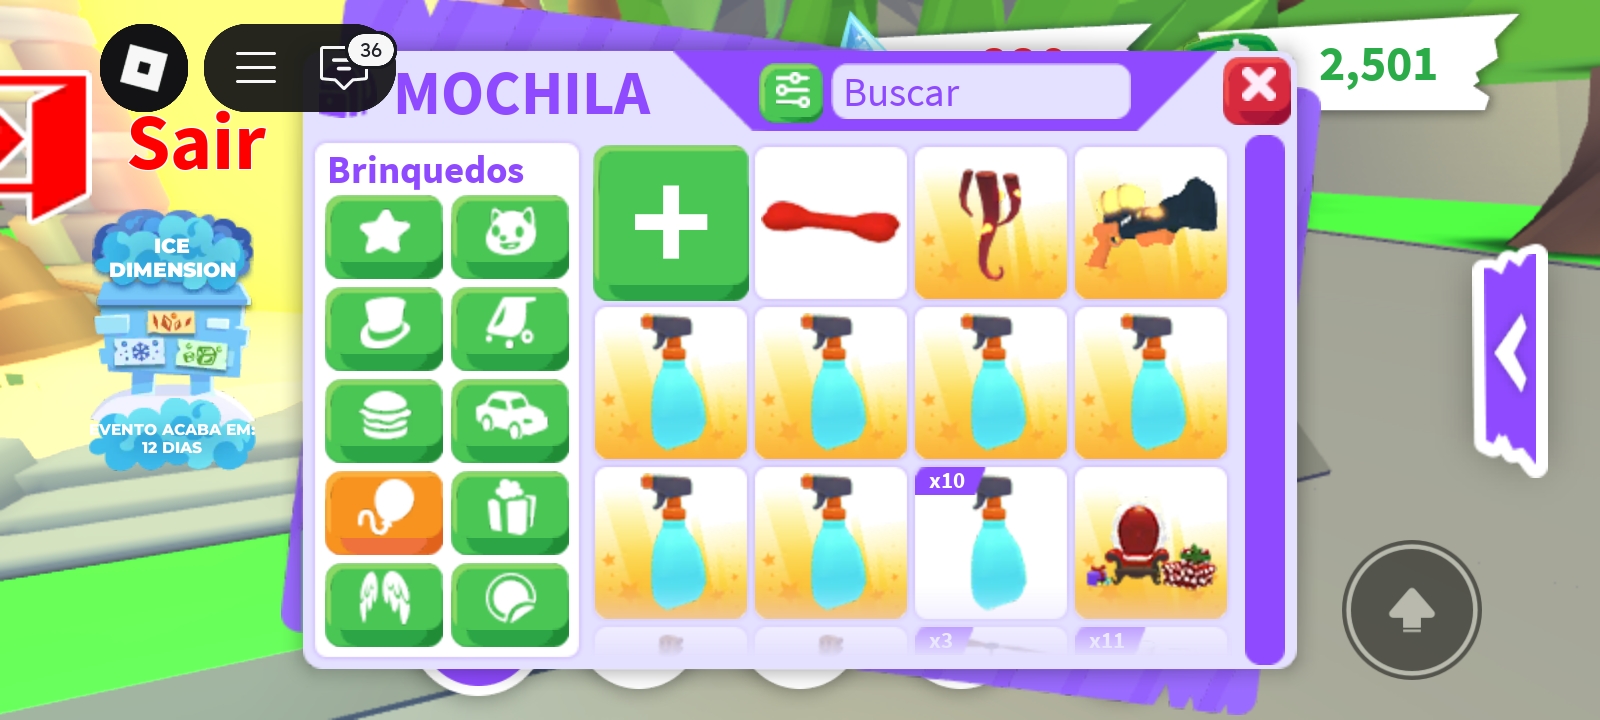 36
2,501
MOCHILA
Buscar
Sair
Brinquedos
ICE
DIMENSION
EVENTO ACABA EM:
12 DIAS
x10
x3
x11